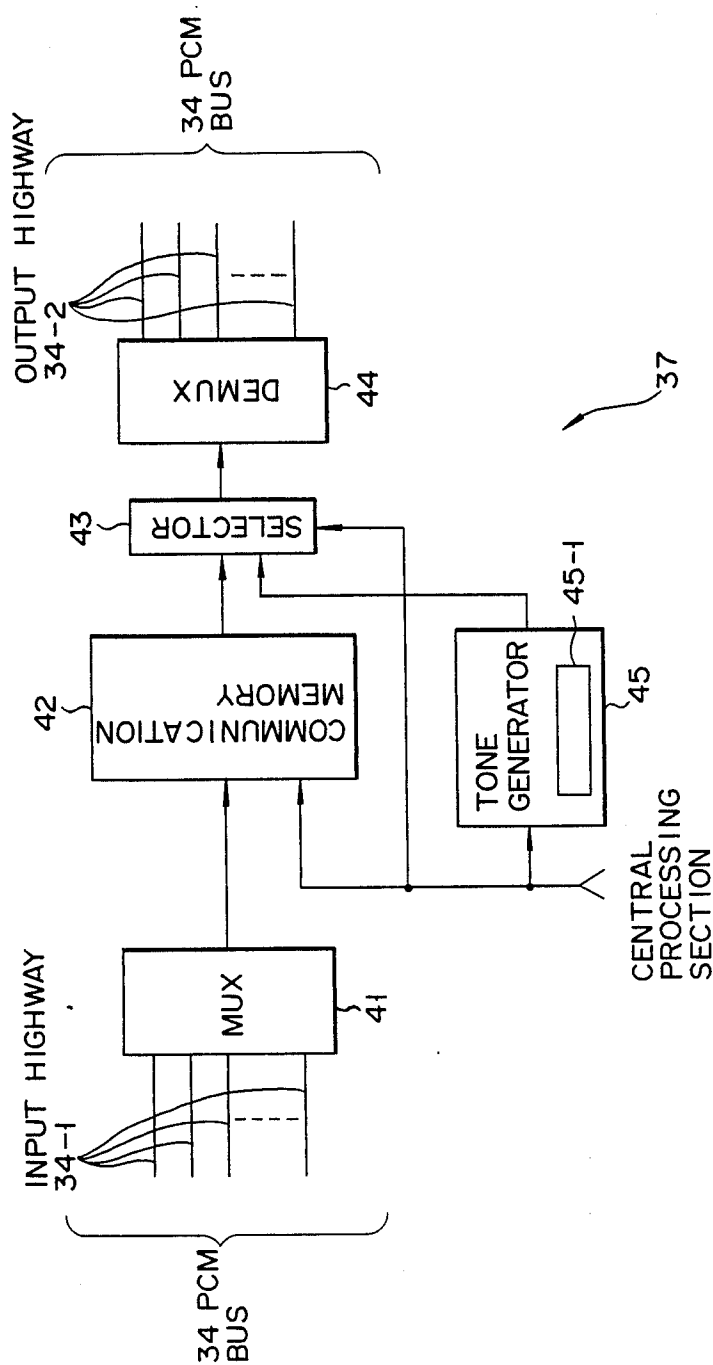 INPUT HIGHWAY
34-1
34 PCM
BUS
MUX
41
42
COMMUNICATION
MEMORY
43
SELECTOR
DEMUX
44
OUTPUT HIGHWAY
34-2
34 PCM
BUS
TONE
GENERATOR
45-1
45
CENTRAL
PROCESSING
SECTION
37